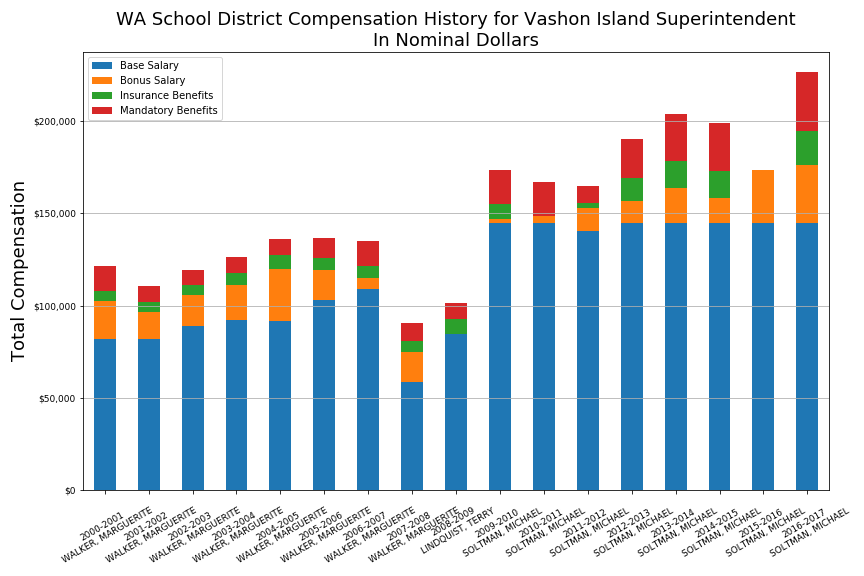 WA School District Compensation History for Vashon Island Superintendent
In Nominal Dollars
Base Salary
Bonus Salary
Insurance Benefits
Mandatory Benefits
Total Compensation
$200,000
$150,000
$100,000
$50,000
$0
2000-2001
WALKER, MARGUERITE
2001-2002
WALKER, MARGUERITE
2002-2003
WALKER, MARGUERITE
2003-2004
WALKER, MARGUERITE
2004-2005
WALKER, MARGUERITE
2005-2006
WALKER, MARGUERITE
2006-2007
WALKER, MARGUERITE
2007-2008
WALKER, MARGUERITE
2008-2009
LINDQUIST, TERRY
2009-2010
SOLTMAN, MICHAEL
2010-2011
SOLTMAN, MICHAEL
2011-2012
SOLTMAN, MICHAEL
2012-2013
SOLTMAN, MICHAEL
2013-2014
SOLTMAN, MICHAEL
2014-2015
SOLTMAN, MICHAEL
2015-2016
SOLTMAN, MICHAEL
2016-2017
SOLTMAN, MICHAEL